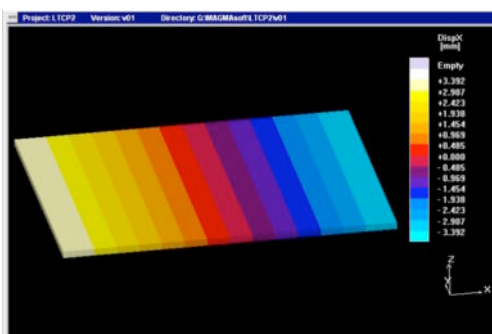 Project: LTCP2 Version: v01 Directory: G:\MAGMAsoft\LTCP2\v01
DispX
[mm]
Empty
+3.392
+2.907
+2.423
+1.938
+1.454
+0.969
+0.485
+0.000
-0.485
-0.969
-1.454
-1.938
-2.423
-2.907
-3.392
Z
Y
X